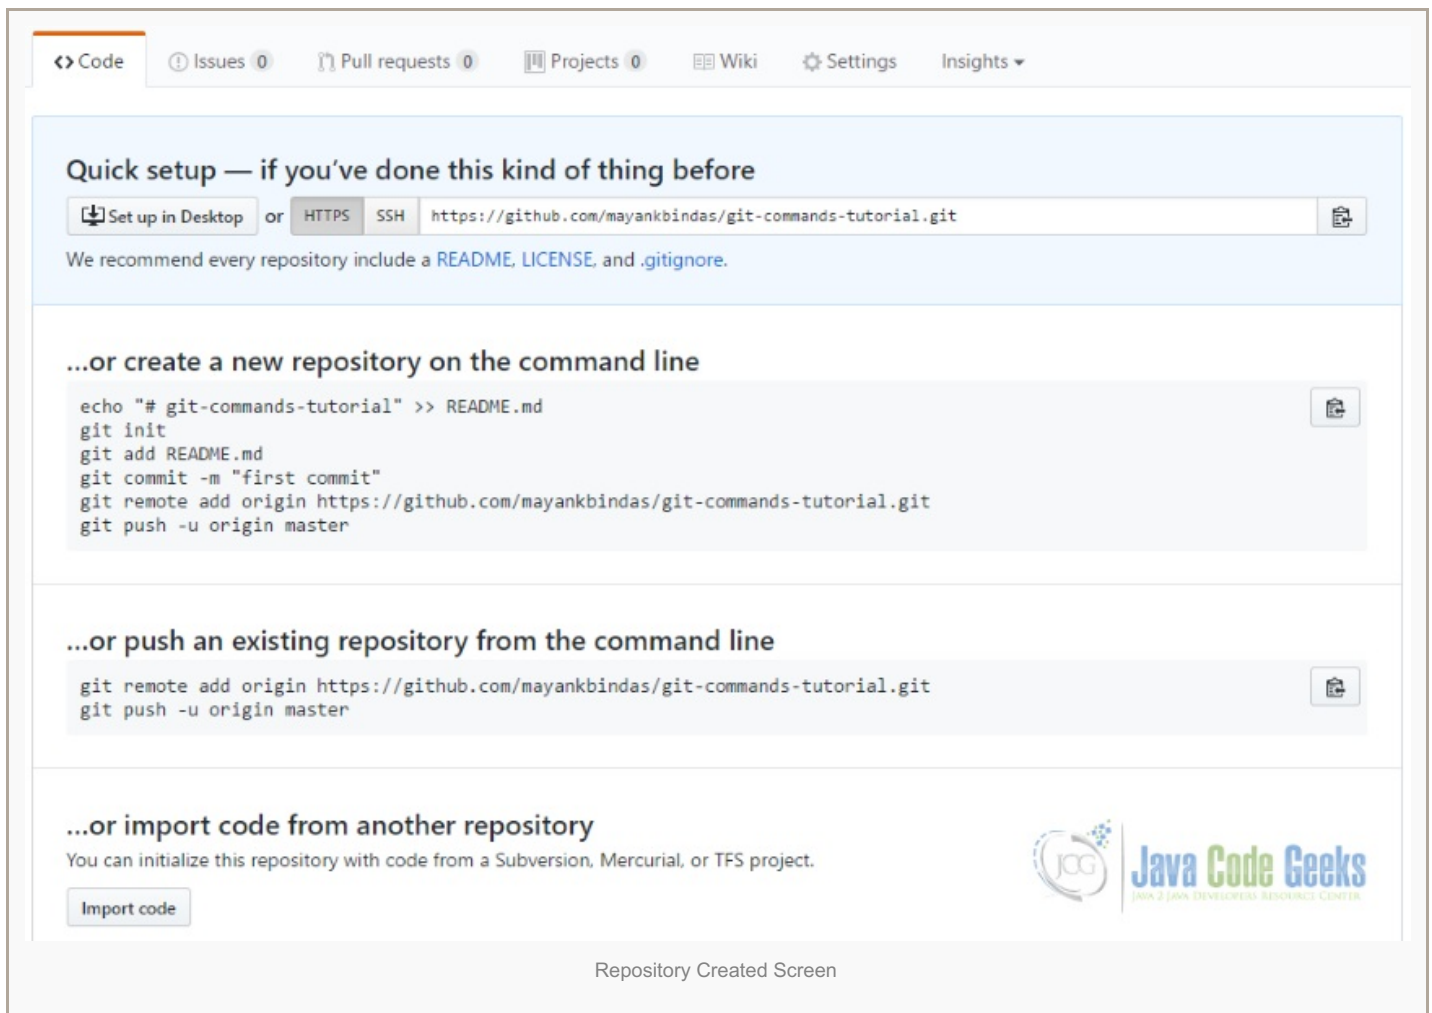 Code Issues 0 Pull requests 0 Projects 0 Wiki Settings Insights
Quick setup — if you've done this kind of thing before
Set up in Desktop or HTTPS SSH https://github.com/mayankbindas/git-commands-tutorial.git
We recommend every repository include a README, LICENSE, and .gitignore.
...or create a new repository on the command line
echo "# git-commands-tutorial" >> README.md
git init
git add README.md
git commit -m "first commit"
git remote add origin https://github.com/mayankbindas/git-commands-tutorial.git
git push -u origin master
...or push an existing repository from the command line
git remote add origin https://github.com/mayankbindas/git-commands-tutorial.git
git push -u origin master
...or import code from another repository
You can initialize this repository with code from a Subversion, Mercurial, or TFS project.
Import code
JCG
Java Code Geeks
JAVA 2 JAVA DEVELOPERS RESOURCE CENTER
Repository Created Screen